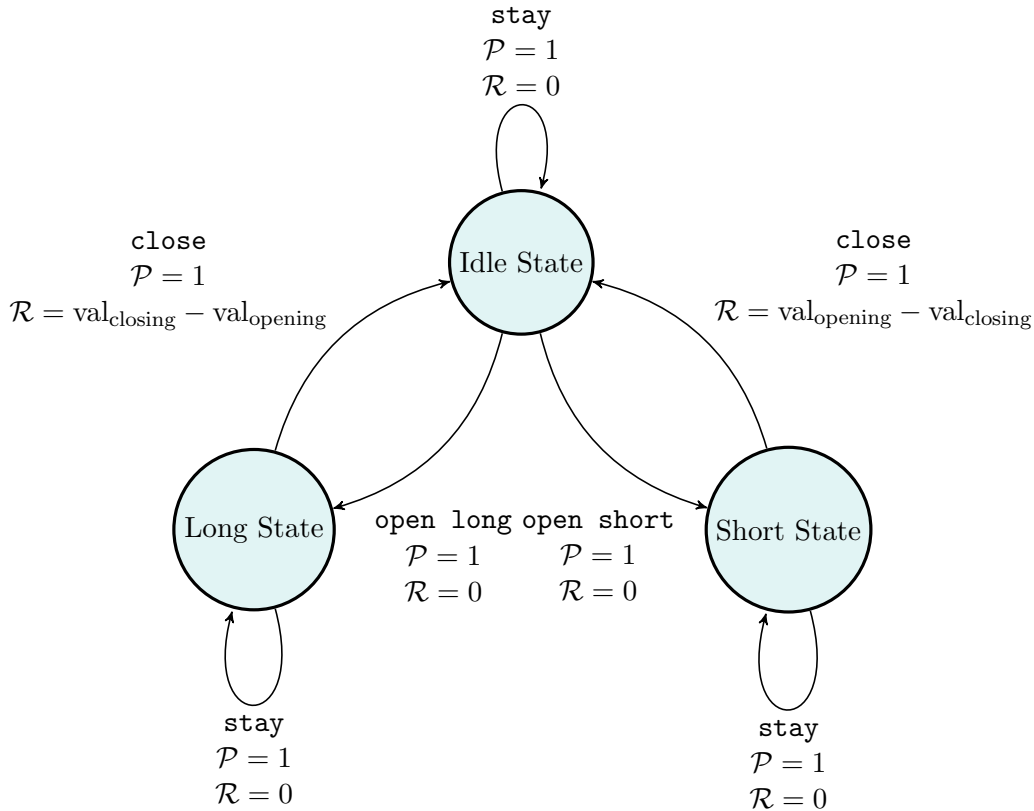 stay
𝒫 = 1
ℛ = 0
Idle State
close
𝒫 = 1
ℛ = val_closing − val_opening
close
𝒫 = 1
ℛ = val_opening − val_closing
Long State
open long
𝒫 = 1
ℛ = 0
open short
𝒫 = 1
ℛ = 0
Short State
stay
𝒫 = 1
ℛ = 0
stay
𝒫 = 1
ℛ = 0